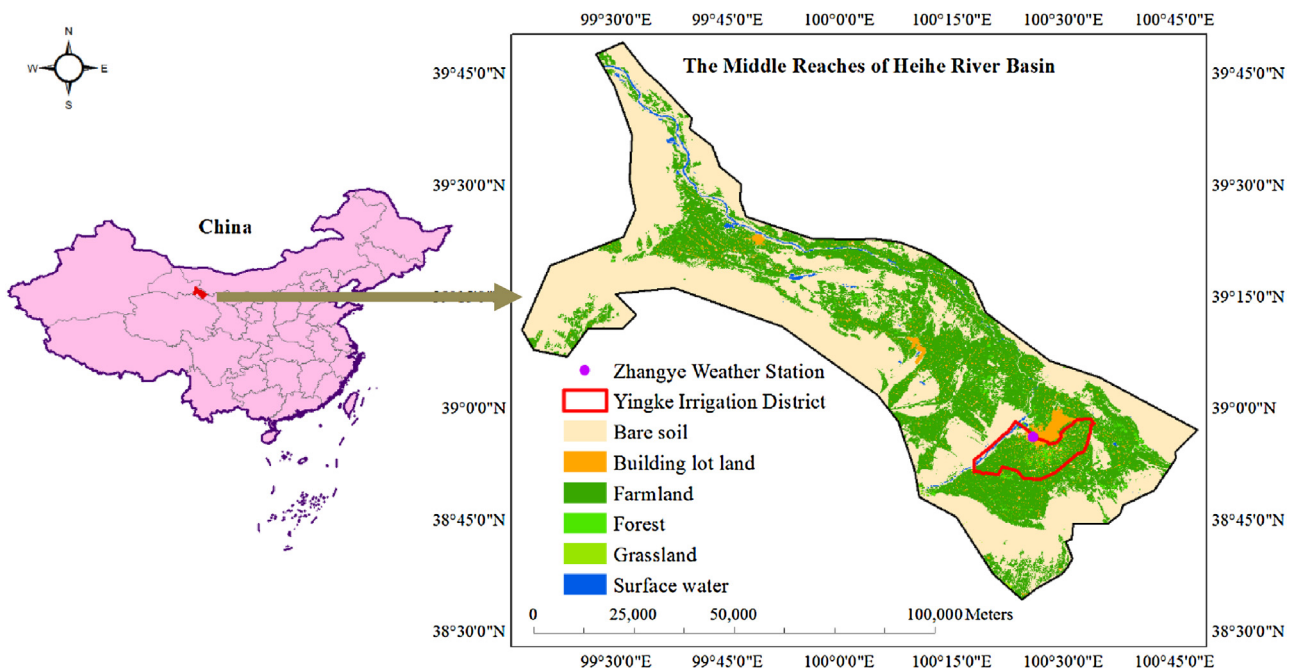 99°30'0"E 99°45'0"E 100°0'0"E 100°15'0"E 100°30'0"E 100°45'0"E
N
W E
S
The Middle Reaches of Heihe River Basin
39°45'0"N 39°45'0"N
39°30'0"N 39°30'0"N
China
39°15'0"N
Zhangye Weather Station
Yingke Irrigation District
39°0'0"N 39°0'0"N
Bare soil
Building lot land
Farmland
Forest
38°45'0"N 38°45'0"N
Grassland
Surface water
0 25,000 50,000 100,000 Meters
38°30'0"N 38°30'0"N
99°30'0"E 99°45'0"E 100°0'0"E 100°15'0"E 100°30'0"E 100°45'0"E